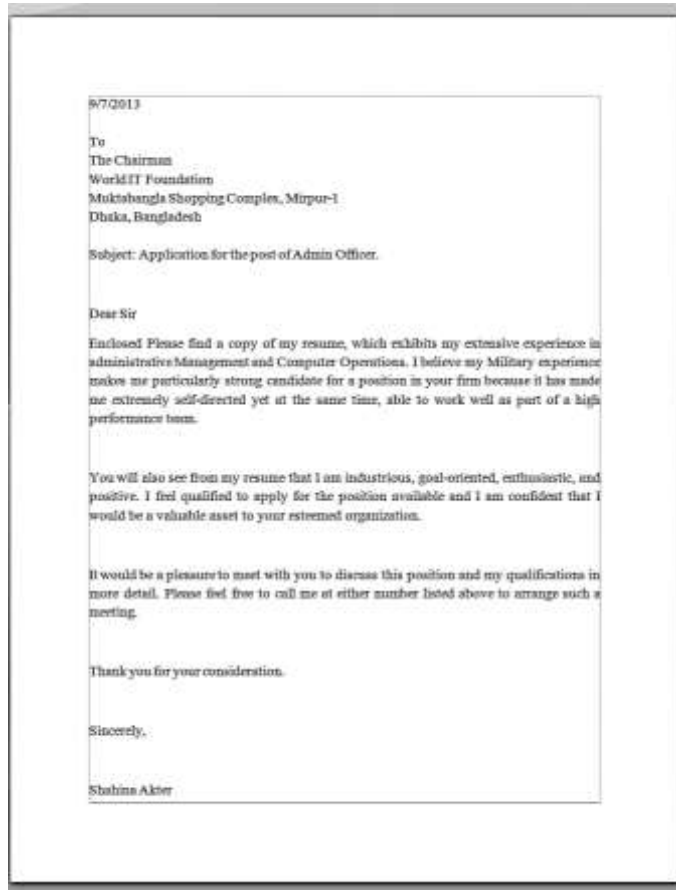 9/7/2013
To
The Chairman
World IT Foundation
Muktabangla Shopping Complex, Mirpur-1
Dhaka, Bangladesh
Subject: Application for the post of Admin Officer.
Dear Sir
Enclosed Please find a copy of my resume, which exhibits my extensive experience in
administrative Management and Computer Operations. I believe my Military experience
makes me particularly strong candidate for a position in your firm because it has made
me extremely self-directed yet at the same time, able to work well as part of a high
performance team.
You will also see from my resume that I am industrious, goal-oriented, enthusiastic, and
positive. I feel qualified to apply for the position available and I am confident that I
would be a valuable asset to your esteemed organization.
It would be a pleasure to meet with you to discuss this position and my qualifications in
more detail. Please feel free to call me at either number listed above to arrange such a
meeting.
Thank you for your consideration.
Sincerely,
Shahina Akter